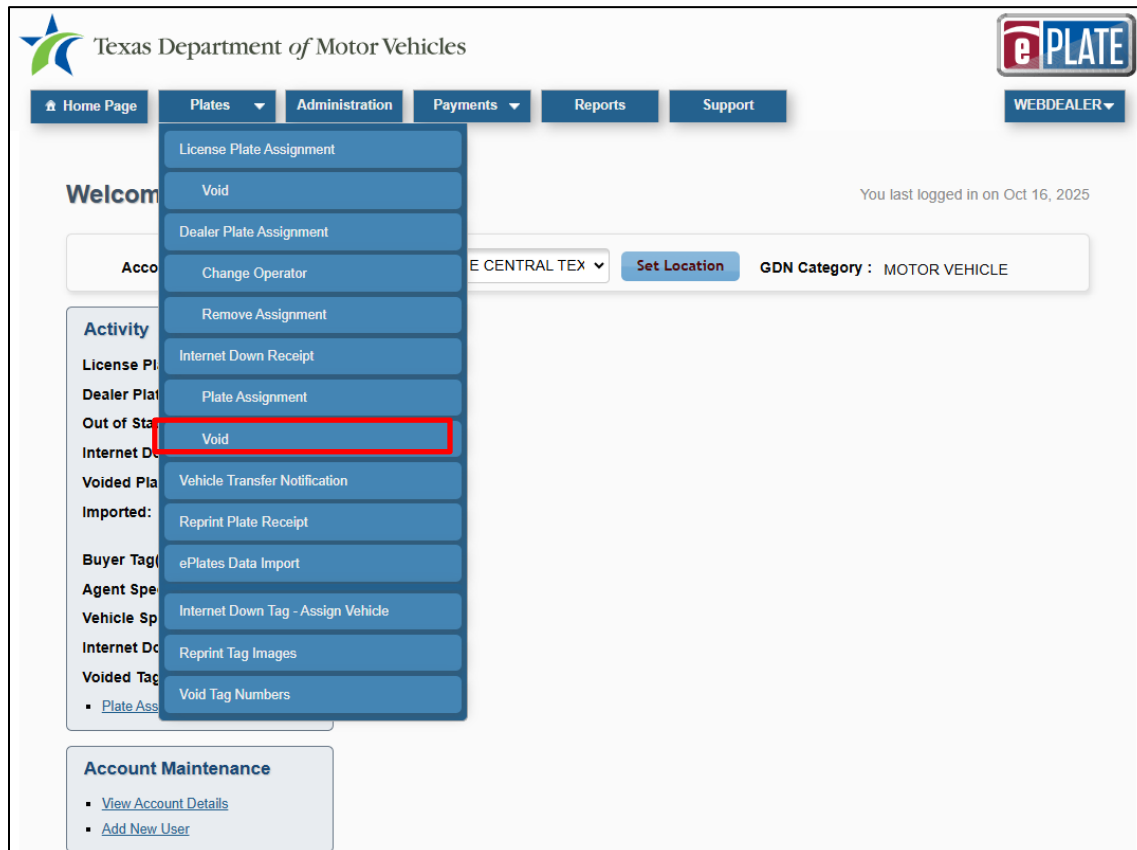 Texas Department of Motor Vehicles
e PLATE
Home Page
Plates
Administration
Payments
Reports
Support
WEBDEALER
License Plate Assignment
Void
Dealer Plate Assignment
Change Operator
Remove Assignment
Internet Down Receipt
Plate Assignment
Void
Vehicle Transfer Notification
Reprint Plate Receipt
ePlates Data Import
Internet Down Tag - Assign Vehicle
Reprint Tag Images
Void Tag Numbers
Welcom
You last logged in on Oct 16, 2025
Acco
E CENTRAL TEX
Set Location
GDN Category : MOTOR VEHICLE
Activity
License Pl
Dealer Plat
Out of Sta
Internet D
Voided Pla
Imported:
Buyer Tag(
Agent Spe
Vehicle Sp
Internet Do
Voided Tag
Plate Ass
Account Maintenance
View Account Details
Add New User